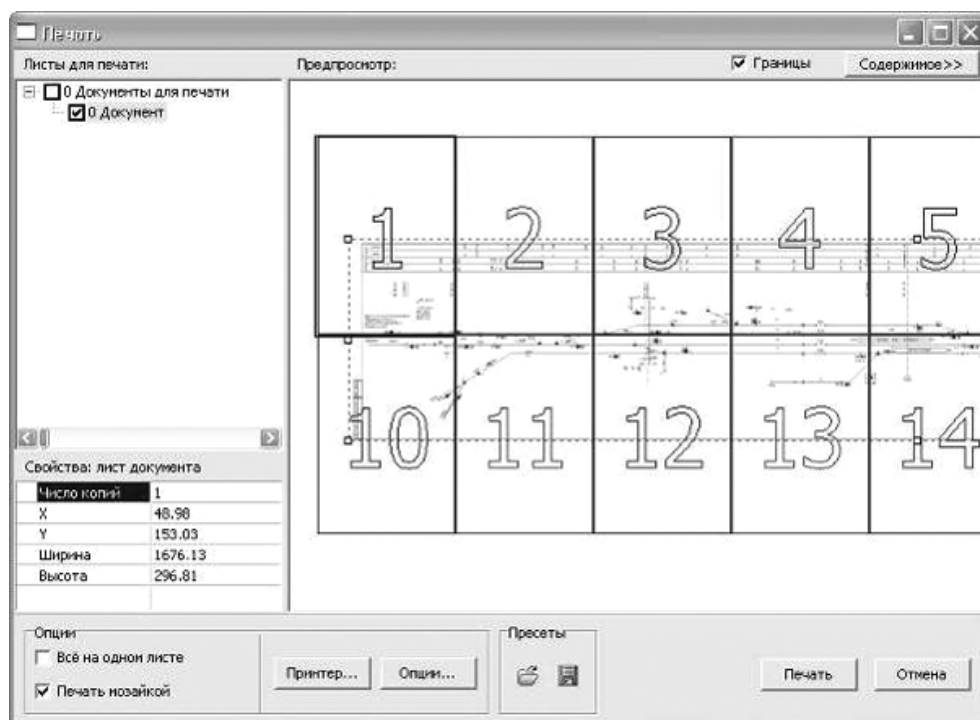 Печать
Листы для печати:
Предпросмотр:
Границы
Содержимое>>
0 Документы для печати
0 Документ
1
2
3
4
5
10
11
12
13
14
Свойства: лист документа
Число копий 1
X 48.98
Y 153.03
Ширина 1676.13
Высота 296.81
Опции
Всё на одном листе
Печать мозайкой
Принтер...
Опции...
Пресеты
Печать
Отмена